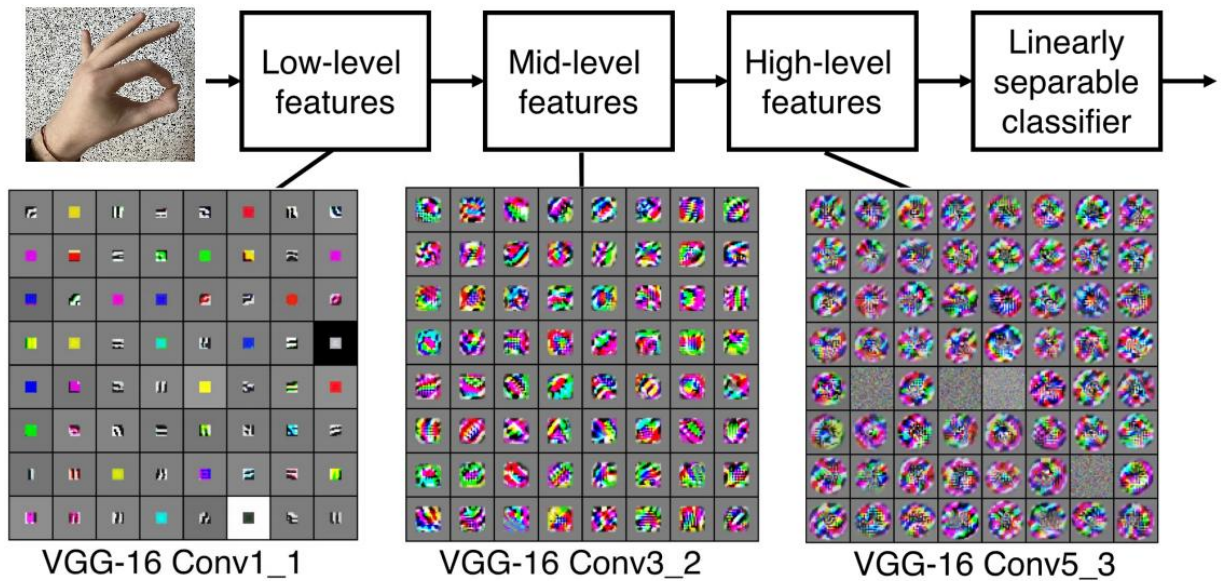 Low-level
features
Mid-level
features
High-level
features
Linearly
separable
classifier
VGG-16 Conv1_1
VGG-16 Conv3_2
VGG-16 Conv5_3